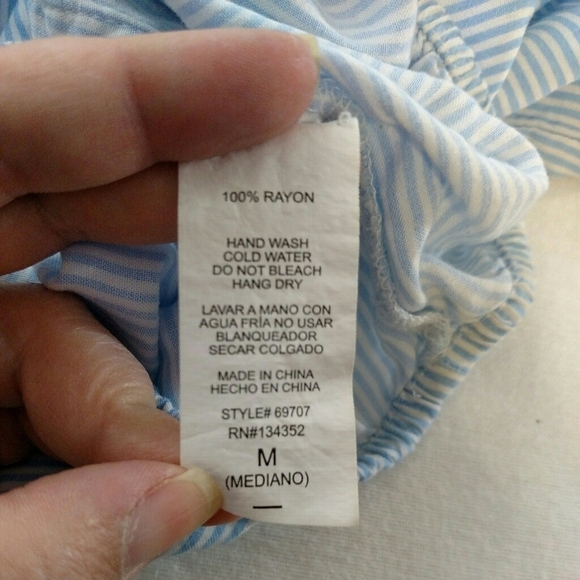 100% RAYON
HAND WASH
COLD WATER
DO NOT BLEACH
HANG DRY
LAVAR A MANO CON
AGUA FRÍA NO USAR
BLANQUEADOR
SECAR COLGADO
MADE IN CHINA
HECHO EN CHINA
STYLE# 69707
RN#134352
M
(MEDIANO)